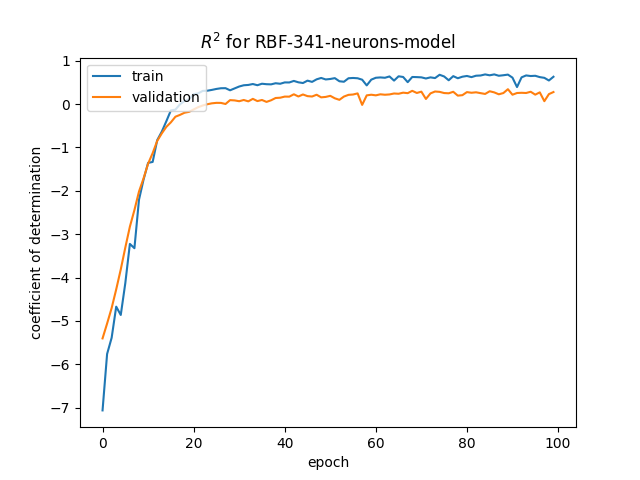 R² for RBF-341-neurons-model
train
validation
coefficient of determination
1
0
−1
−2
−3
−4
−5
−6
−7
0 20 40 60 80 100
epoch